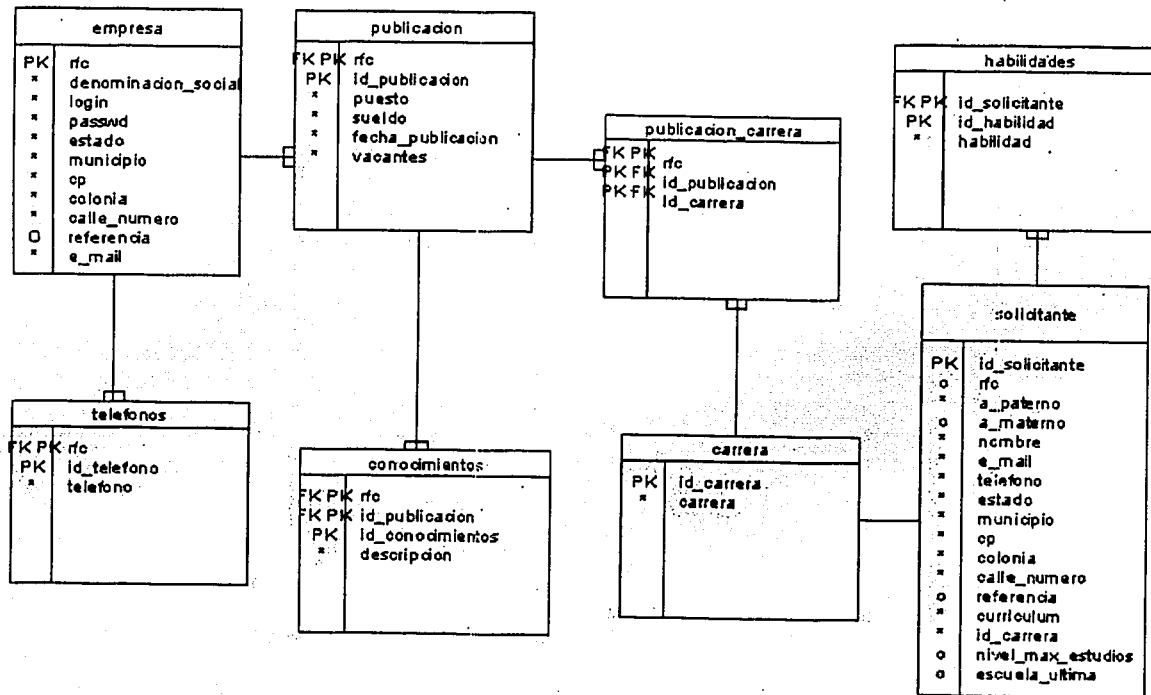 empresa
PK rfc
* denominacion_social
* login
* passwd
* estado
* municipio
* cp
* colonia
* calle_numero
O referencia
* e_mail
publicacion
FK PK rfc
PK id_publicacion
* puesto
* sueldo
* fecha_publicacion
* vacantes
publicacion_carrera
FK PK rfc
PK FK id_publicacion
PK FK id_carrera
habilidades
FK PK id_solicitante
PK id_habilidad
* habilidad
telefonos
FK PK rfc
PK id_telefono
* telefono
conocimientos
FK PK rfc
FK PK id_publicacion
PK id_conocimientos
* descripcion
carrera
PK id_carrera
* carrera
solicitante
PK id_solicitante
o rfc
* a_paterno
o a_materno
* nombre
* e_mail
* telefono
* estado
* municipio
* cp
* colonia
* calle_numero
o referencia
* curriculum
* id_carrera
o nivel_max_estudios
o escuela_ultima